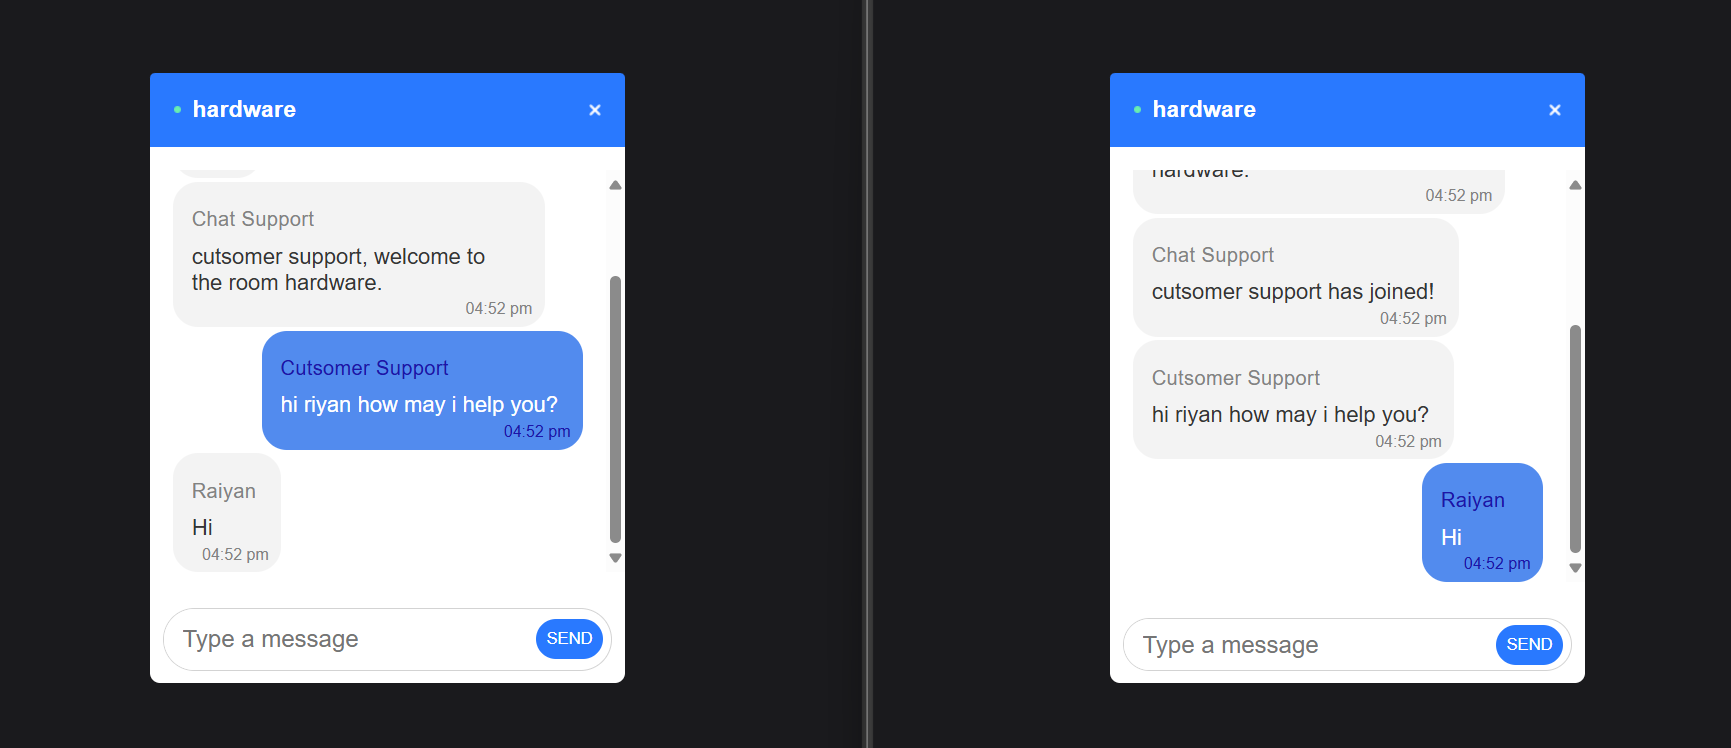 hardware
×
Chat Support
cutsomer support, welcome to
the room hardware.
04:52 pm
Cutsomer Support
hi riyan how may i help you?
04:52 pm
Raiyan
Hi
04:52 pm
Type a message
SEND
hardware
×
hardware.
04:52 pm
Chat Support
cutsomer support has joined!
04:52 pm
Cutsomer Support
hi riyan how may i help you?
04:52 pm
Raiyan
Hi
04:52 pm
Type a message
SEND